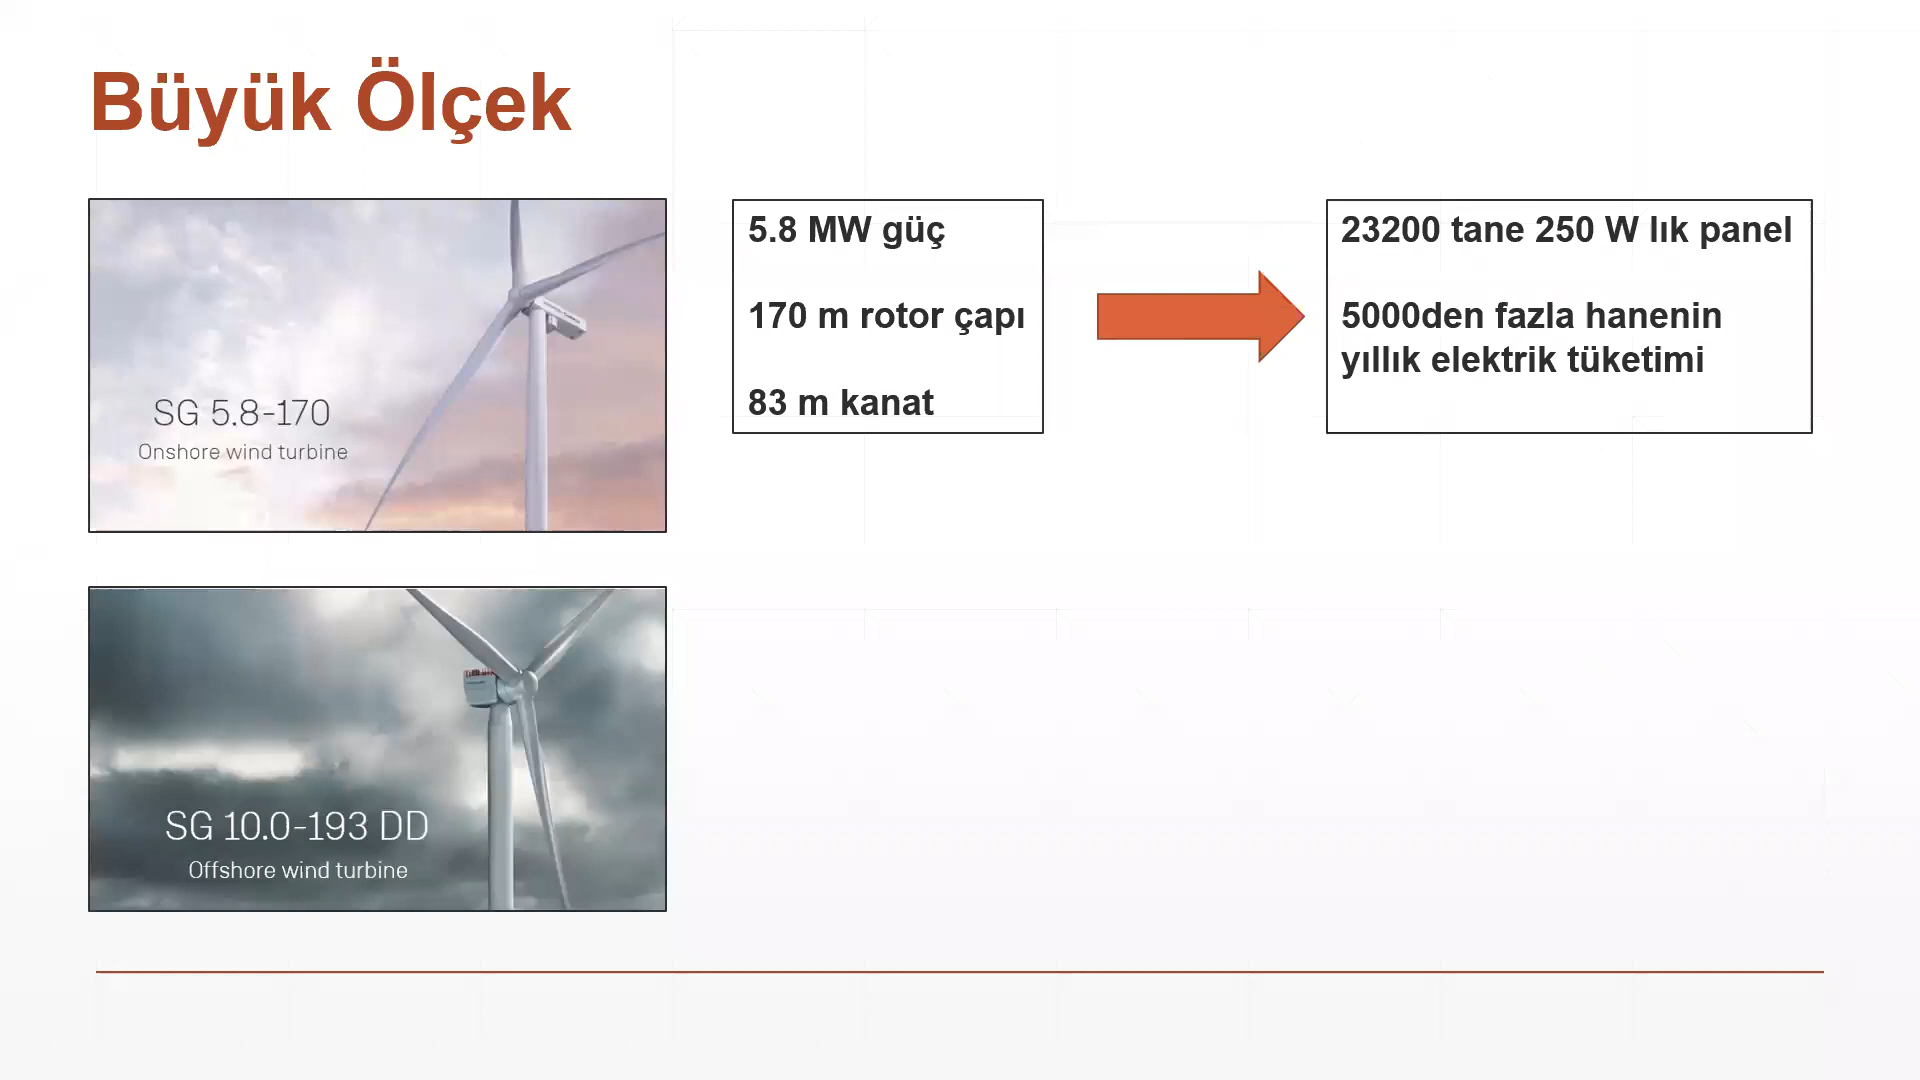 Büyük Ölçek
SG 5.8-170
Onshore wind turbine
5.8 MW güç
170 m rotor çapı
83 m kanat
23200 tane 250 W lık panel
5000den fazla hanenin
yıllık elektrik tüketimi
SG 10.0-193 DD
Offshore wind turbine